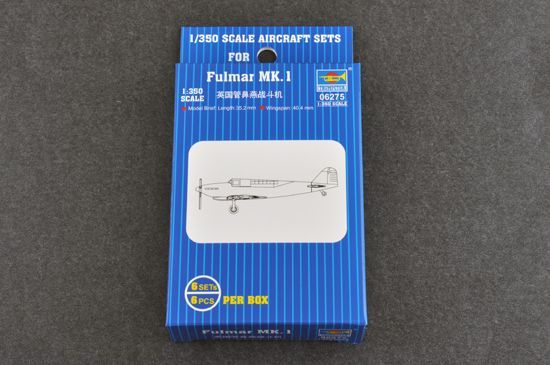 1/350 SCALE AIRCRAFT SETS
FOR
Fulmar MK.1
1:350
SCALE
英国管鼻燕战斗机
Model Brief: Length:35.2 mm Wingspan: 40.4 mm
06275
1:350 SCALE
6 SETs
6 PCS
PER BOX
Fulmar MK.1